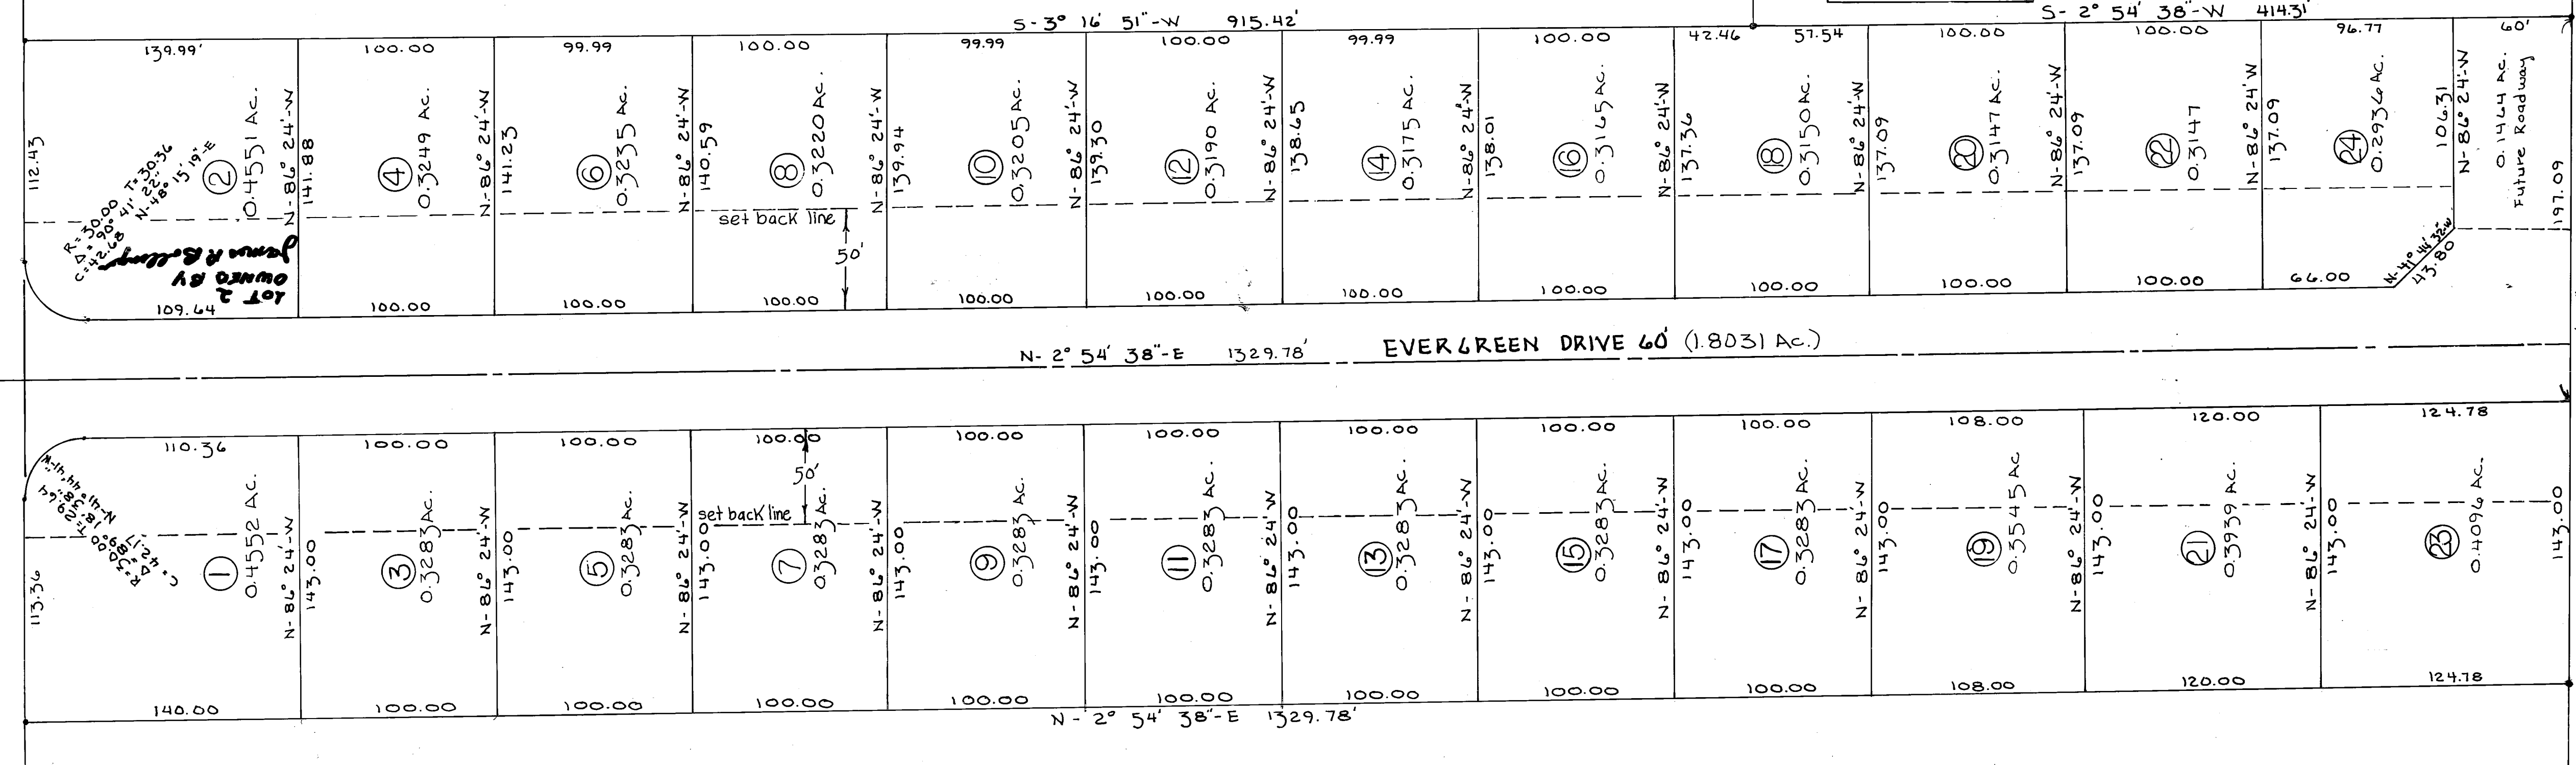 S- 3° 16' 51"-W 915.42'
S- 2° 54' 38"-W 414.31'
139.99' 100.00 99.99 100.00 99.99 100.00 99.99 100.00 42.46 57.54 100.00 100.00 96.77 60'
112.43
R=30.00 T=30.36
Δ=90° 41' 22"
C=42.68 N-48° 15' 19"-E
2
0.4551 Ac.
N-86° 24'-W
141.88
4
0.3249 Ac.
N-86° 24'-W
141.23
6
0.3235 Ac.
N-86° 24'-W
140.59
8
0.3220 Ac.
N-86° 24'-W
139.94
10
0.3205 Ac.
N-86° 24'-W
139.30
12
0.3190 Ac.
N-86° 24'-W
138.65
14
0.3175 Ac.
N-86° 24'-W
138.01
16
0.3165 Ac.
N-86° 24'-W
137.36
18
0.3150 Ac.
N-86° 24'-W
137.09
20
0.3147 Ac.
N-86° 24'-W
137.09
22
0.3147
N-86° 24'W
137.09
24
0.2936 Ac.
106.31
N-86° 24'-W
0.1464 Ac.
Future Roadway
197.09
set back line
50'
LOT 2
OWNED BY
James R Bollinger
N-41° 44' 32"-W
43.80
109.64 100.00 100.00 100.00 100.00 100.00 100.00 100.00 100.00 100.00 100.00 66.00
N- 2° 54' 38"-E 1329.78' EVERGREEN DRIVE 60' (1.8031 Ac.)
110.36 100.00 100.00 100.00 100.00 100.00 100.00 100.00 100.00 108.00 120.00 124.78
N-41° 44' 41"-W
R=30.00 T=29.64
Δ=89° 18' 38"
C=42.17
113.36
1
0.4552 Ac.
N-86° 24'-W
143.00
3
0.3283 Ac.
N-86° 24'-W
143.00
5
0.3283 Ac.
N-86° 24'-W
143.00
50'
set back line
7
0.3283 Ac.
N-86° 24'-W
143.00
9
0.3283 Ac.
N-86° 24'-W
143.00
11
0.3283 Ac.
N-86° 24'W
143.00
13
0.3283 Ac.
N-86° 24'-W
143.00
15
0.3283 Ac.
N-86° 24'-W
143.00
17
0.3283 Ac.
N-86° 24'-W
143.00
19
0.3545 Ac
N-86° 24'-W
143.00
21
0.3939 Ac.
N-86° 24'-W
143.00
23
0.4096 Ac.
143.00
140.00 100.00 100.00 100.00 100.00 100.00 100.00 100.00 100.00 108.00 120.00 124.78
N- 2° 54' 38"-E 1329.78'